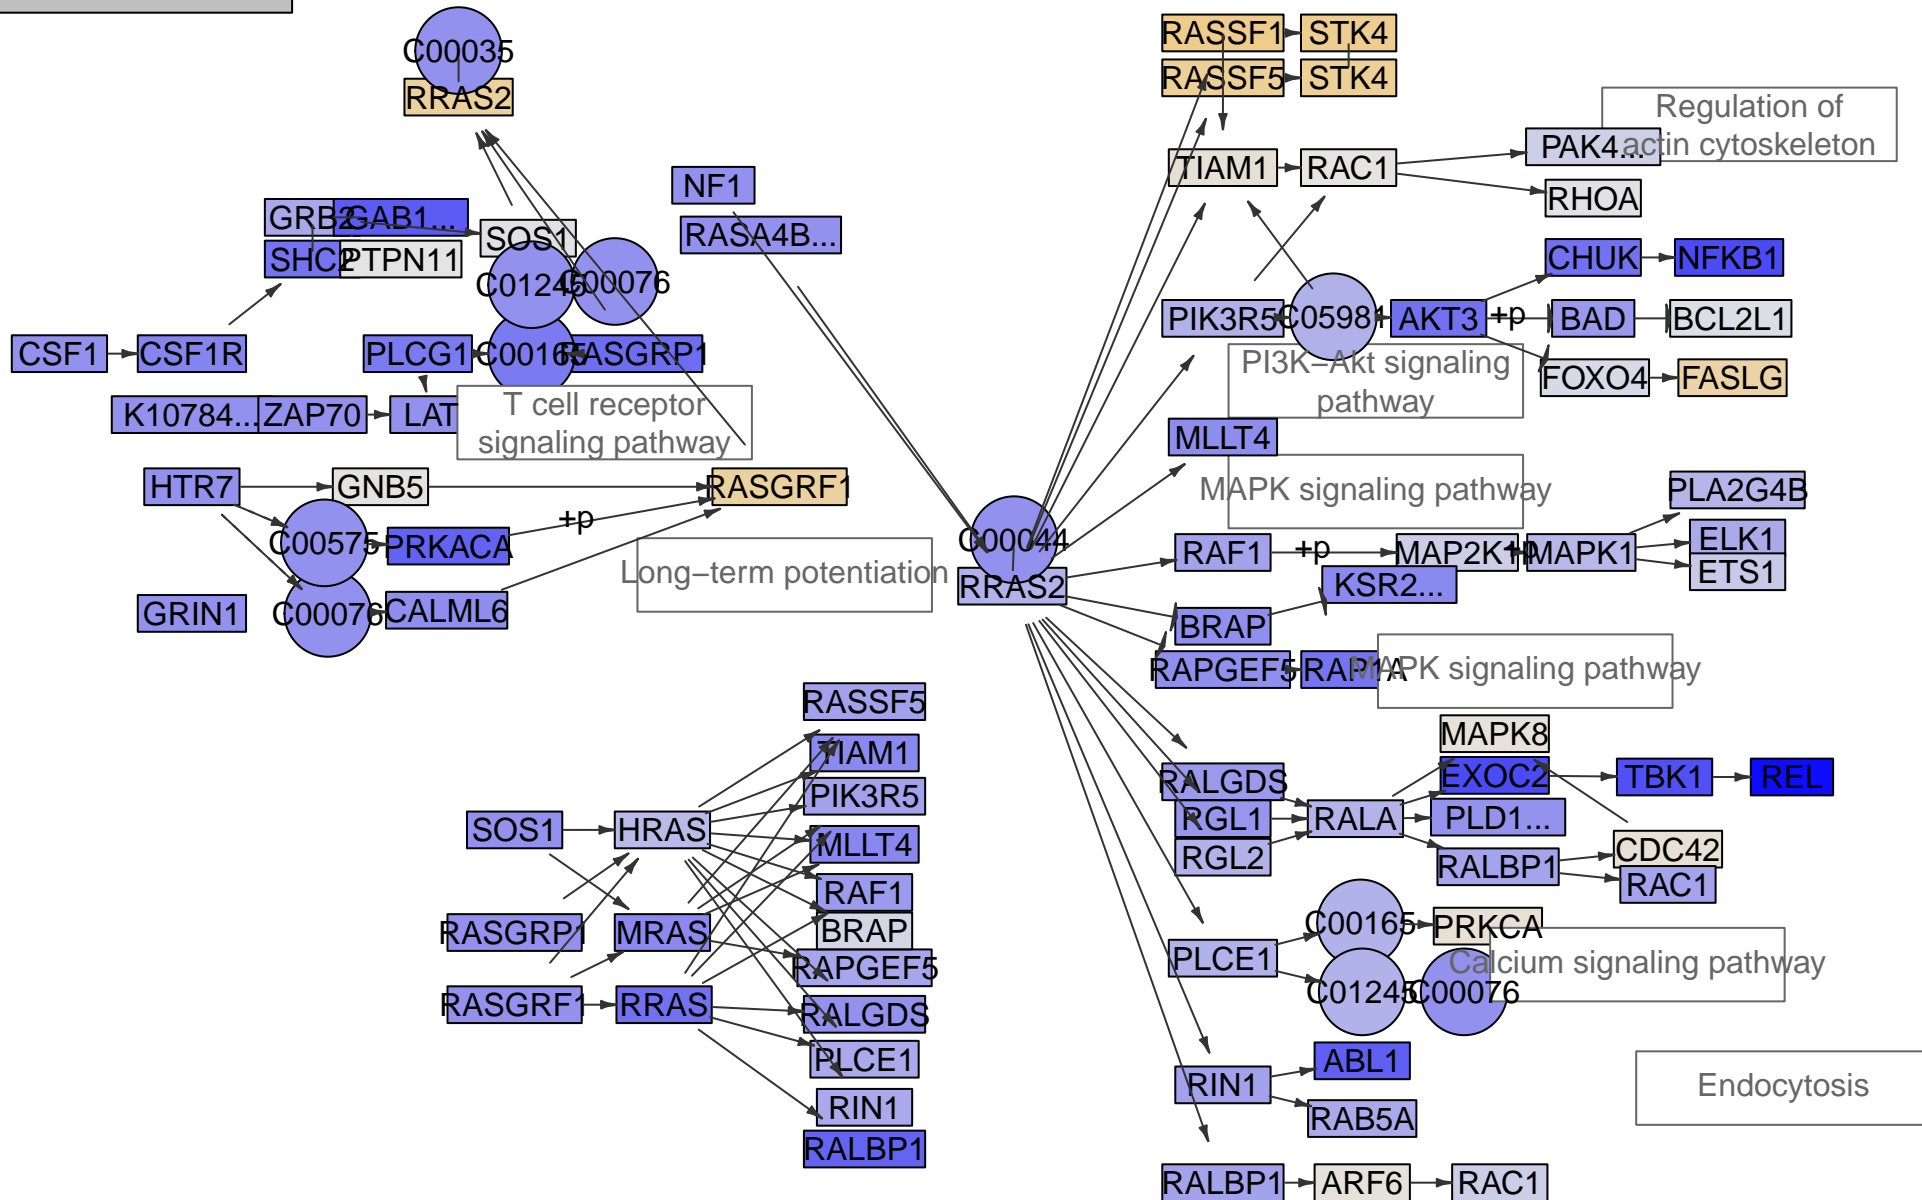 C00035
RRAS2
RASSF1
STK4
RASSF5
STK4
Regulation of
actin cytoskeleton
PAK4...
TIAM1
RAC1
RHOA
NF1
RASA4B...
GRB2
GAB1...
SOS1
SHC2
PTPN11
C01245
C00076
CHUK
NFKB1
PIK3R5
C05981
AKT3
+p
BAD
BCL2L1
CSF1
CSF1R
PLCG1
C00165
RASGRP1
PI3K–Akt signaling
pathway
FOXO4
FASLG
K10784...
ZAP70
LAT
T cell receptor
signaling pathway
MLLT4
HTR7
GNB5
RASGRF1
MAPK signaling pathway
PLA2G4B
+p
C00575
PRKACA
C00044
RAF1
+p
MAP2K1
+p
MAPK1
ELK1
ETS1
Long–term potentiation
RRAS2
KSR2...
GRIN1
C00076
CALML6
BRAP
RAPGEF5
RAP1A
MAPK signaling pathway
RASSF5
TIAM1
PIK3R5
MAPK8
RALGDS
EXOC2
TBK1
REL
SOS1
HRAS
MLLT4
RGL1
RALA
PLD1...
RGL2
RALBP1
CDC42
RAC1
RAF1
RASGRP1
MRAS
BRAP
C00165
PRKCA
RAPGEF5
PLCE1
Calcium signaling pathway
C01245
C00076
RASGRF1
RRAS
RALGDS
PLCE1
RIN1
ABL1
RAB5A
Endocytosis
RIN1
RALBP1
RALBP1
ARF6
RAC1